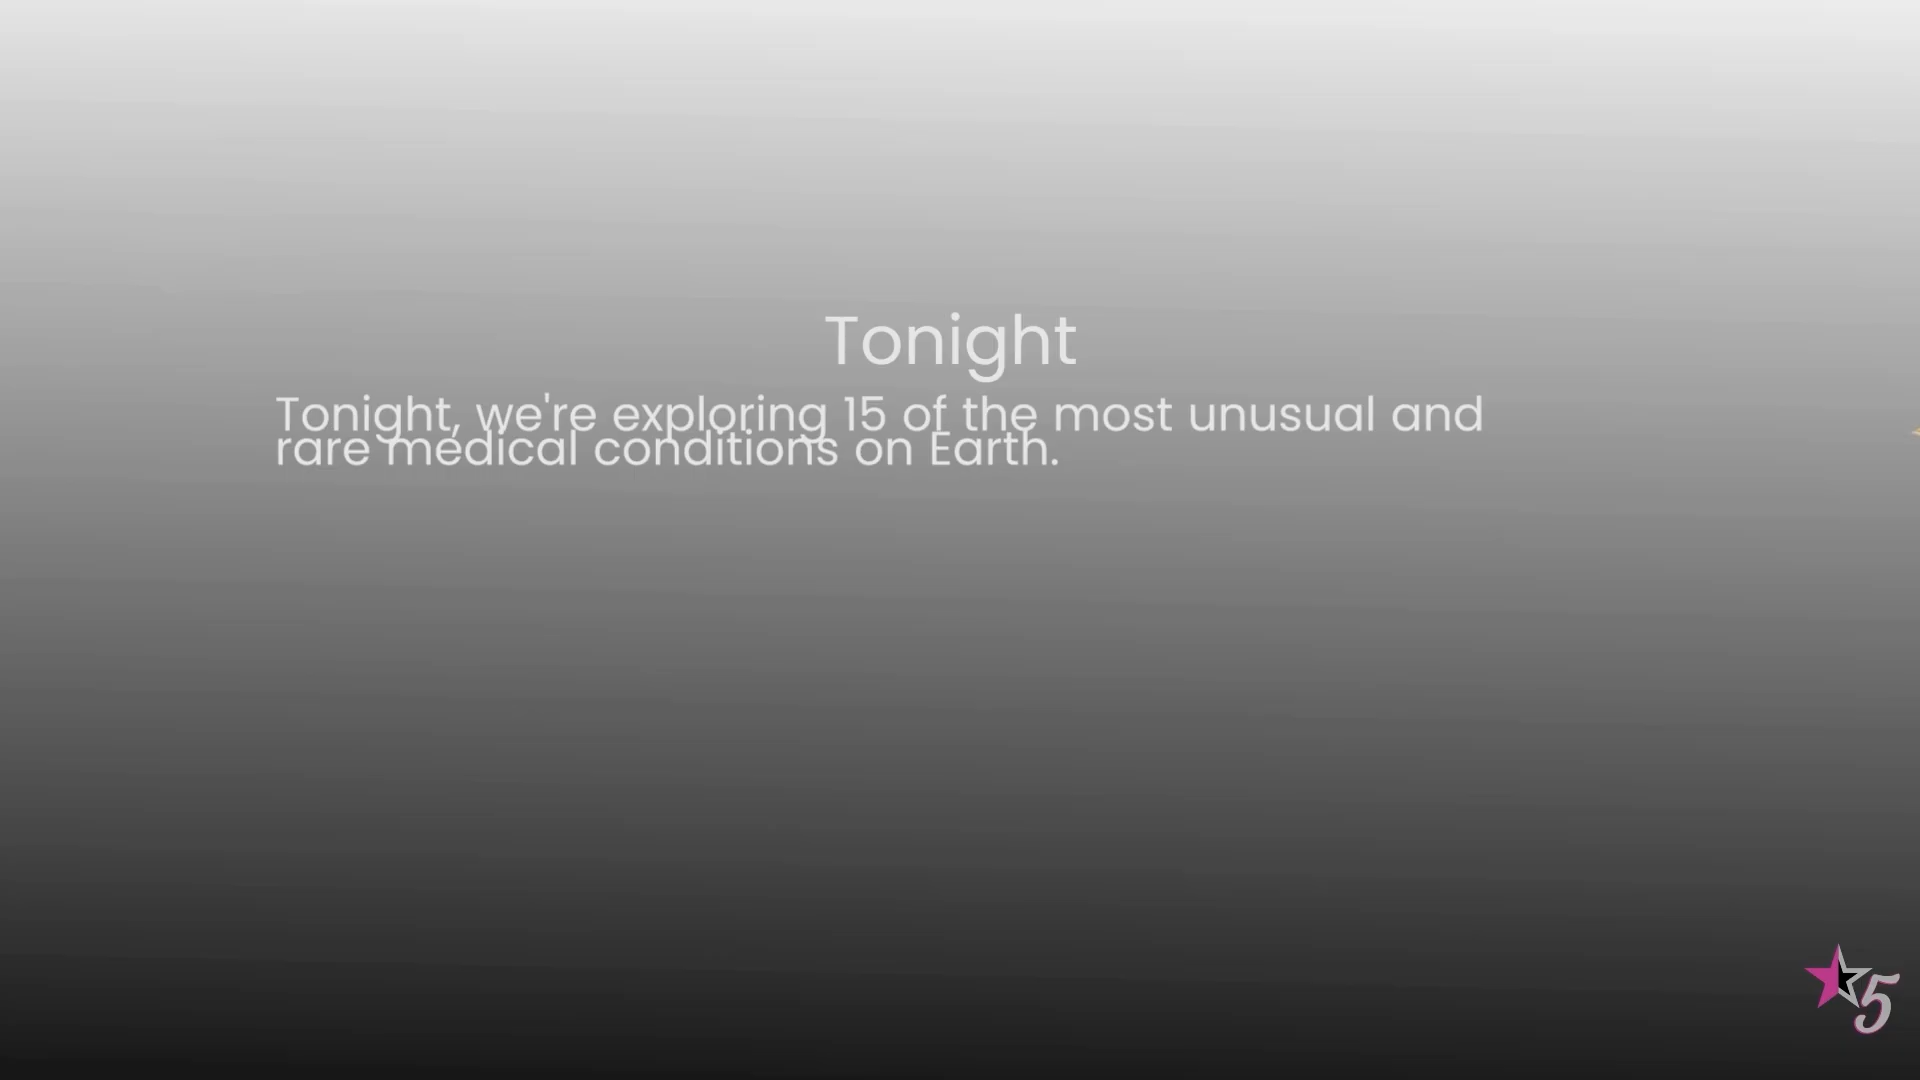 Tonight
Tonight, we're exploring 15 of the most unusual and
rare medical conditions on Earth.
5